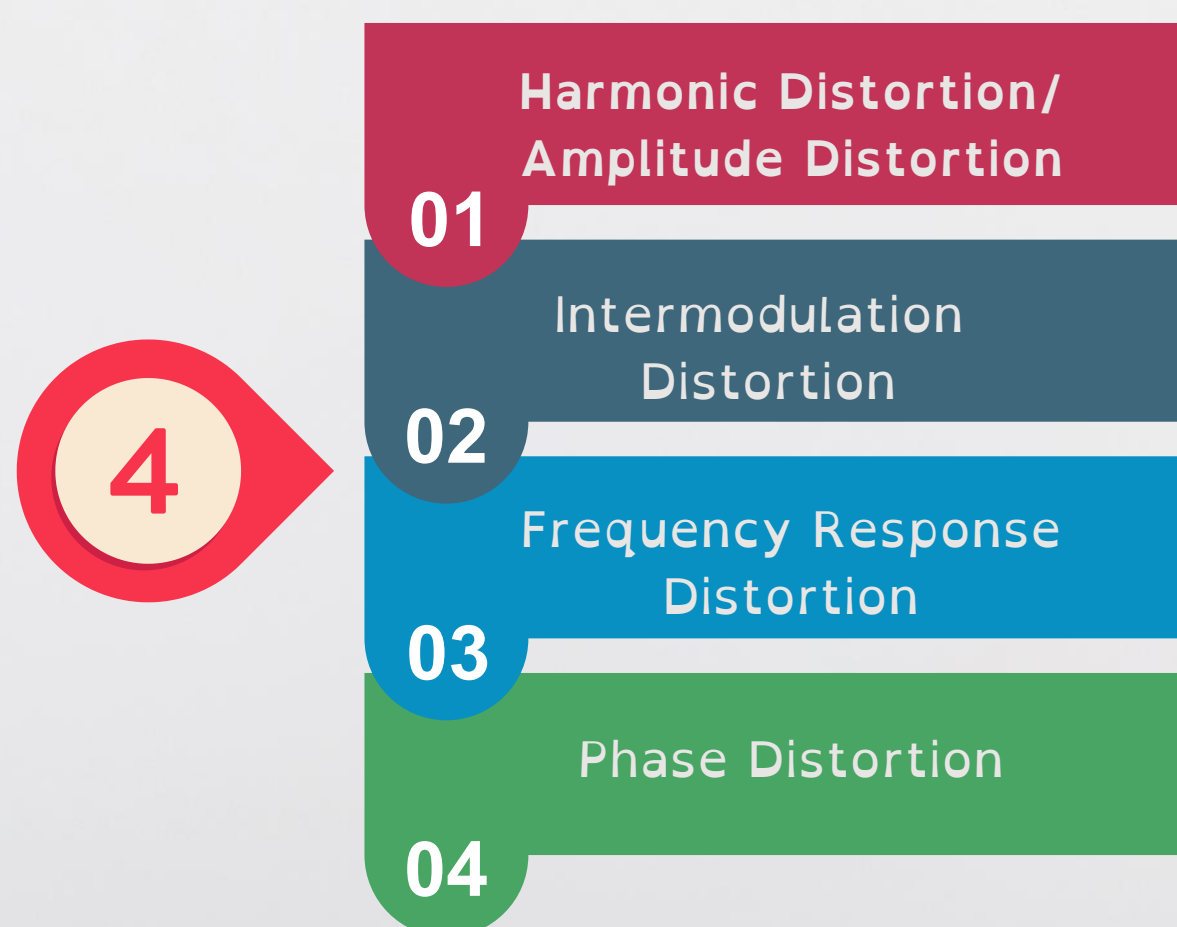 4
Harmonic Distortion/
Amplitude Distortion
01
Intermodulation
Distortion
02
Frequency Response
Distortion
03
Phase Distortion
04